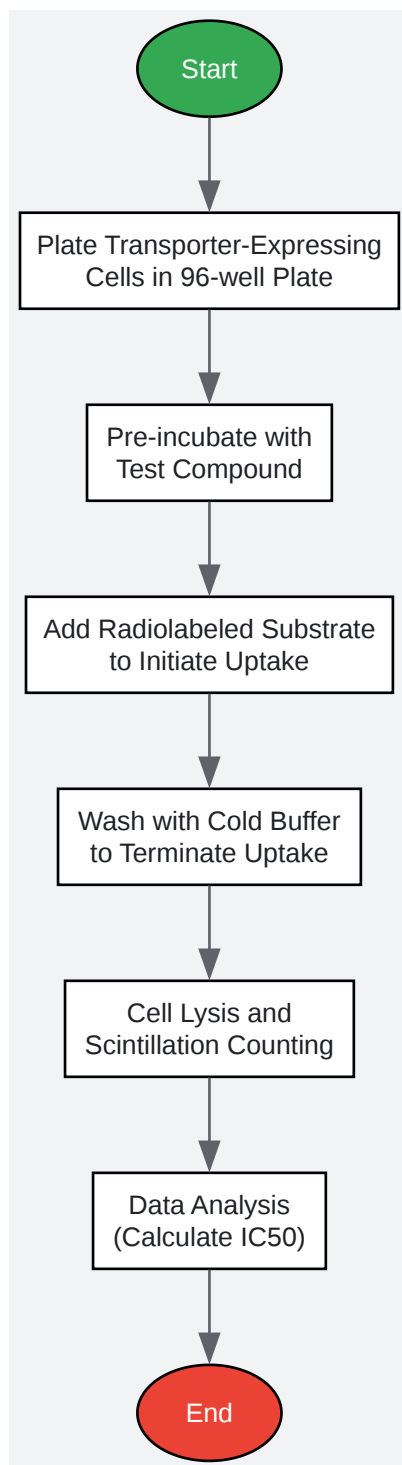 Start
Plate Transporter-Expressing
Cells in 96-well Plate
Pre-incubate with
Test Compound
Add Radiolabeled Substrate
to Initiate Uptake
Wash with Cold Buffer
to Terminate Uptake
Cell Lysis and
Scintillation Counting
Data Analysis
(Calculate IC50)
End